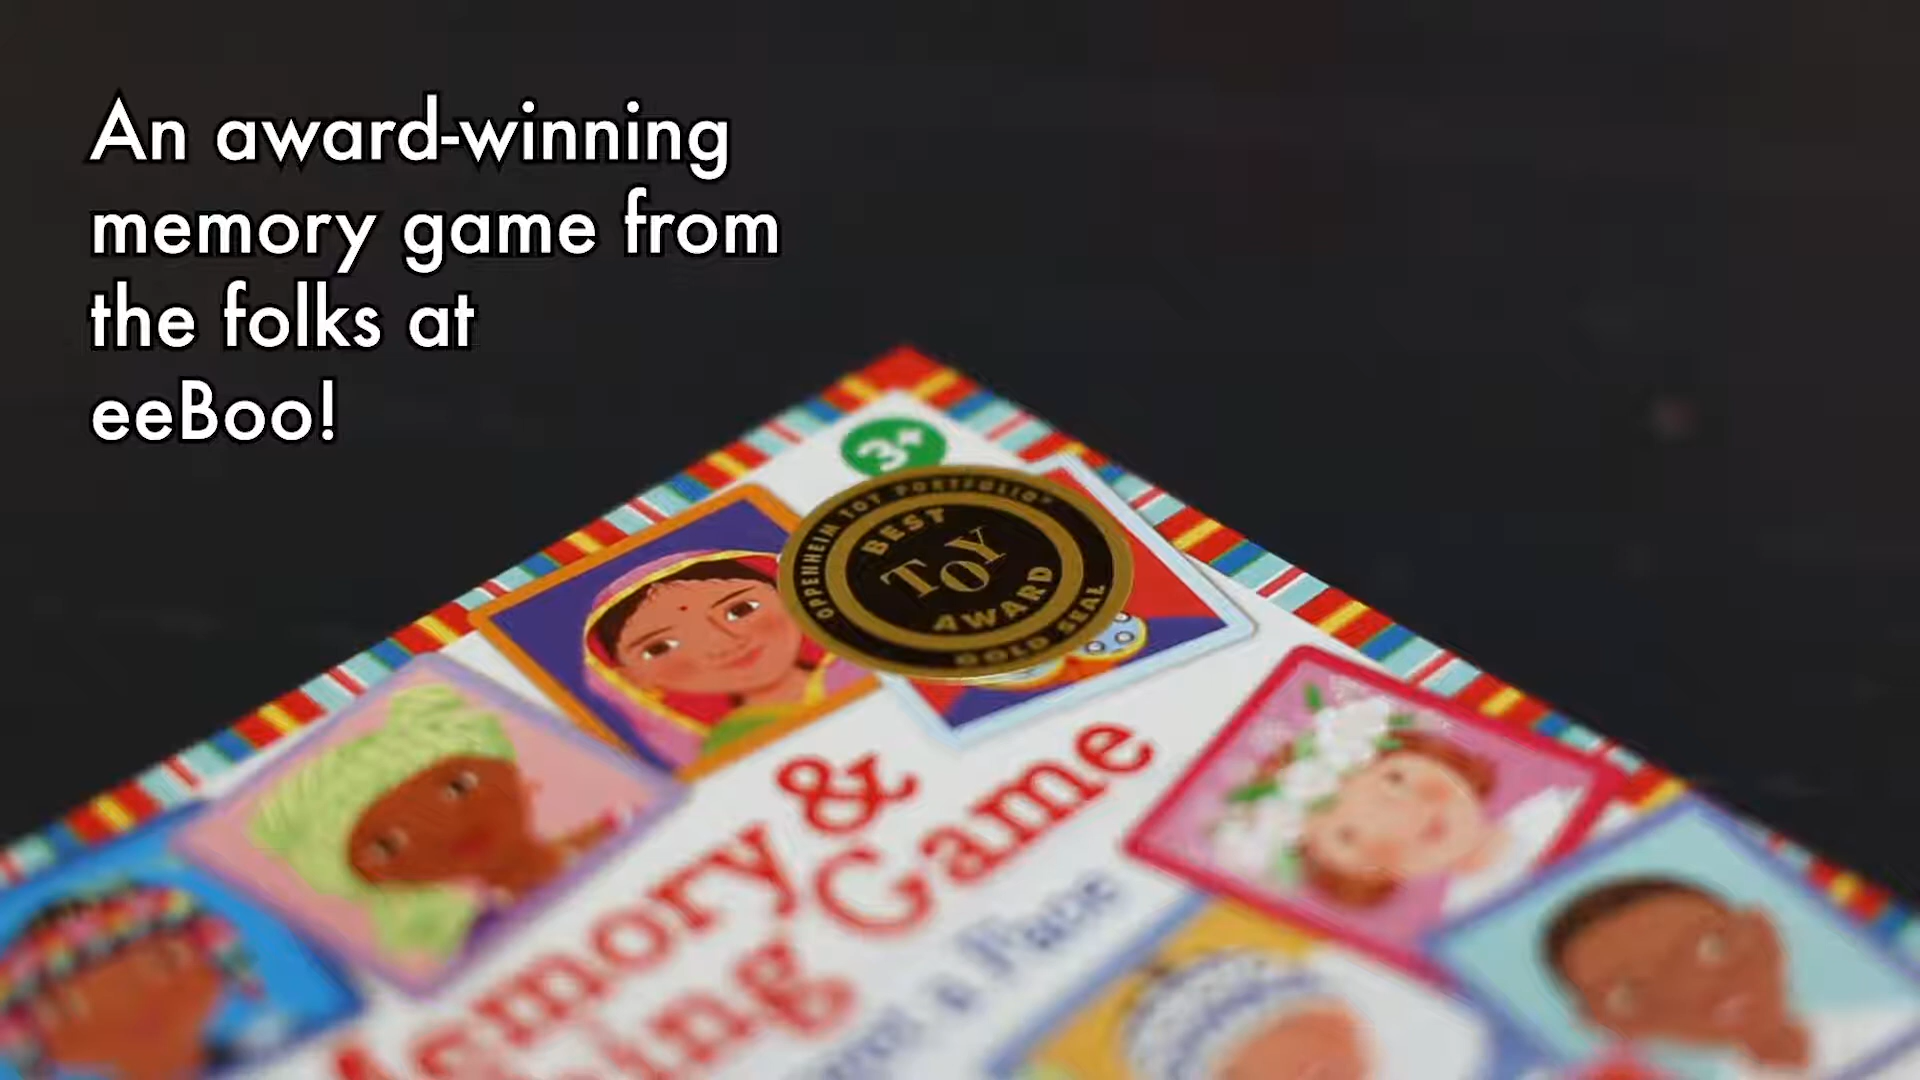 An award-winning
memory game from
the folks at
eeBoo!
3+
OPPENHEIM TOY PORTFOLIO
BEST
TOY
AWARD
GOLD SEAL
Memory &
Game
a Face